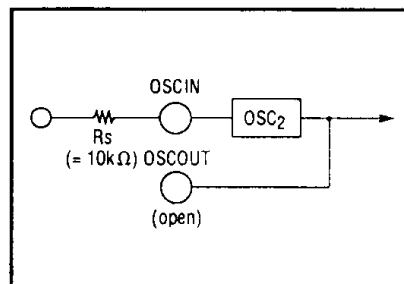 OSCIN
OSC2
Rs
(= 10kΩ) OSCOUT
(open)